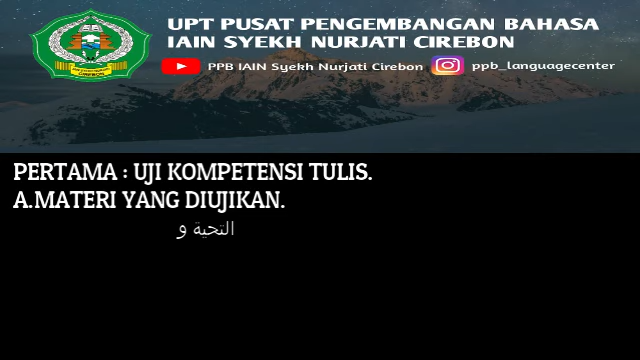 UPT PUSAT PENGEMBANGAN BAHASA
IAIN SYEKH NURJATI CIREBON
PPB IAIN Syekh Nurjati Cirebon
ppb_languagecenter
PERTAMA : UJI KOMPETENSI TULIS.
A.MATERI YANG DIUJIKAN.
التحية و